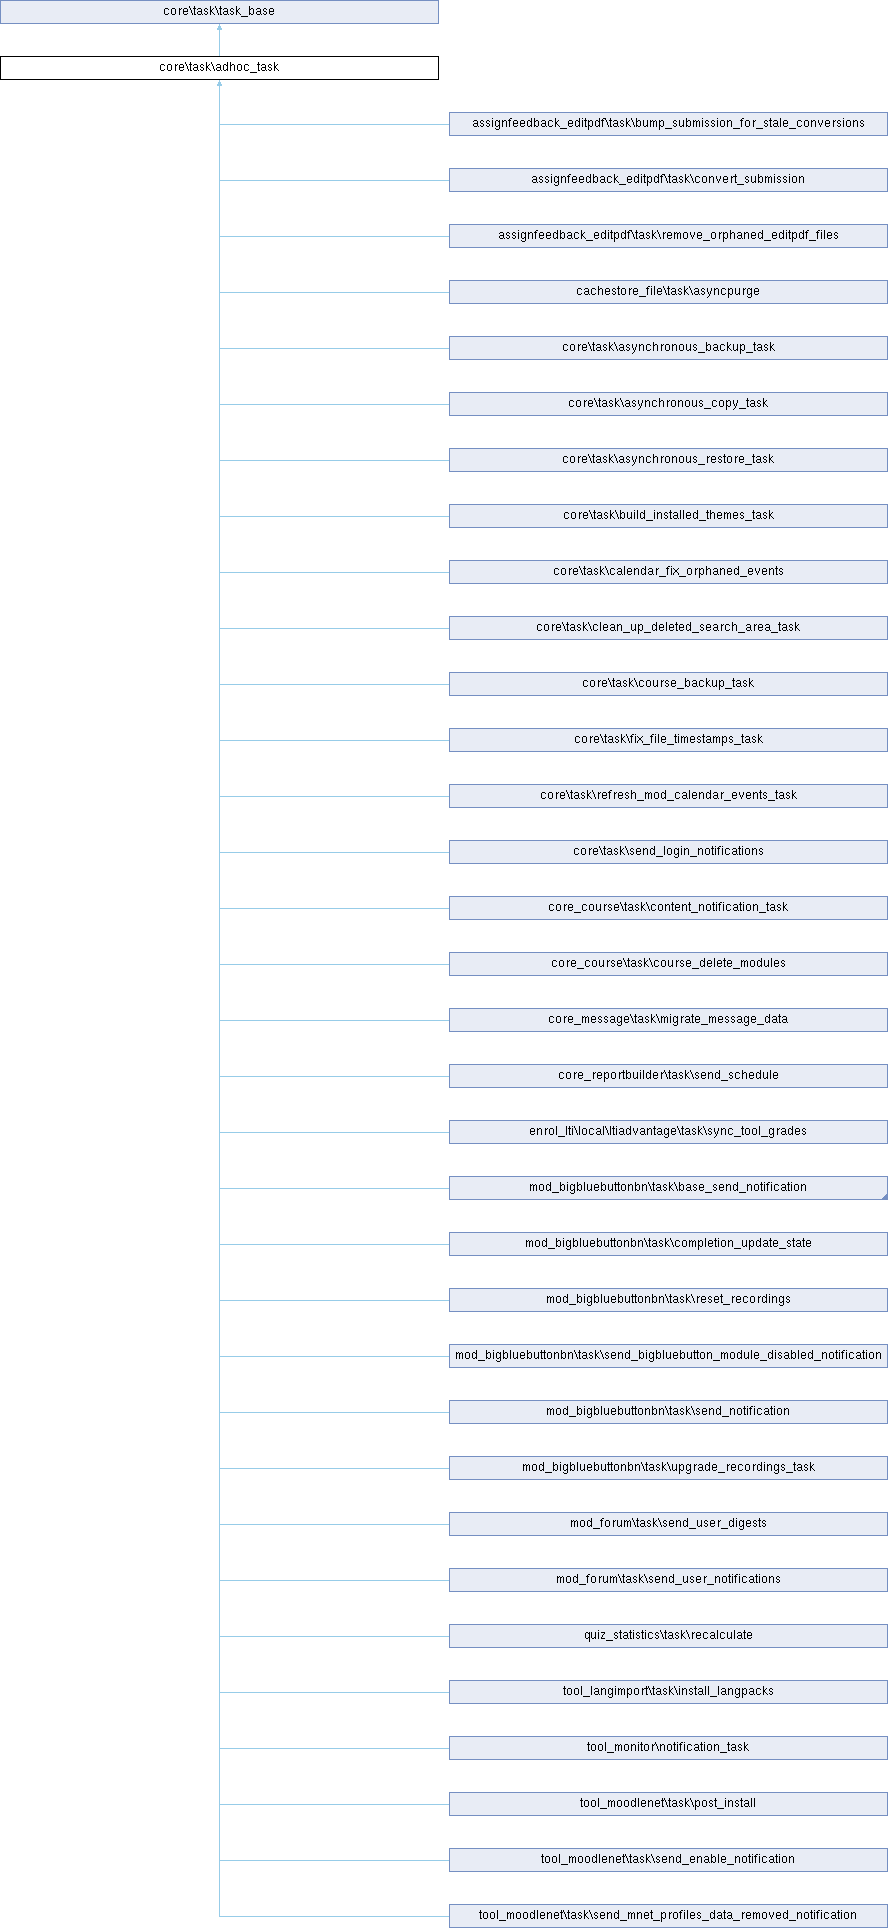 core\task\task_base
core\task\adhoc_task
assignfeedback_editpdf\task\bump_submission_for_stale_conversions
assignfeedback_editpdf\task\convert_submission
assignfeedback_editpdf\task\remove_orphaned_editpdf_files
cachestore_file\task\asyncpurge
core\task\asynchronous_backup_task
core\task\asynchronous_copy_task
core\task\asynchronous_restore_task
core\task\build_installed_themes_task
core\task\calendar_fix_orphaned_events
core\task\clean_up_deleted_search_area_task
core\task\course_backup_task
core\task\fix_file_timestamps_task
core\task\refresh_mod_calendar_events_task
core\task\send_login_notifications
core_course\task\content_notification_task
core_course\task\course_delete_modules
core_message\task\migrate_message_data
core_reportbuilder\task\send_schedule
enrol_lti\local\ltiadvantage\task\sync_tool_grades
mod_bigbluebuttonbn\task\base_send_notification
mod_bigbluebuttonbn\task\completion_update_state
mod_bigbluebuttonbn\task\reset_recordings
mod_bigbluebuttonbn\task\send_bigbluebutton_module_disabled_notification
mod_bigbluebuttonbn\task\send_notification
mod_bigbluebuttonbn\task\upgrade_recordings_task
mod_forum\task\send_user_digests
mod_forum\task\send_user_notifications
quiz_statistics\task\recalculate
tool_langimport\task\install_langpacks
tool_monitor\notification_task
tool_moodlenet\task\post_install
tool_moodlenet\task\send_enable_notification
tool_moodlenet\task\send_mnet_profiles_data_removed_notification